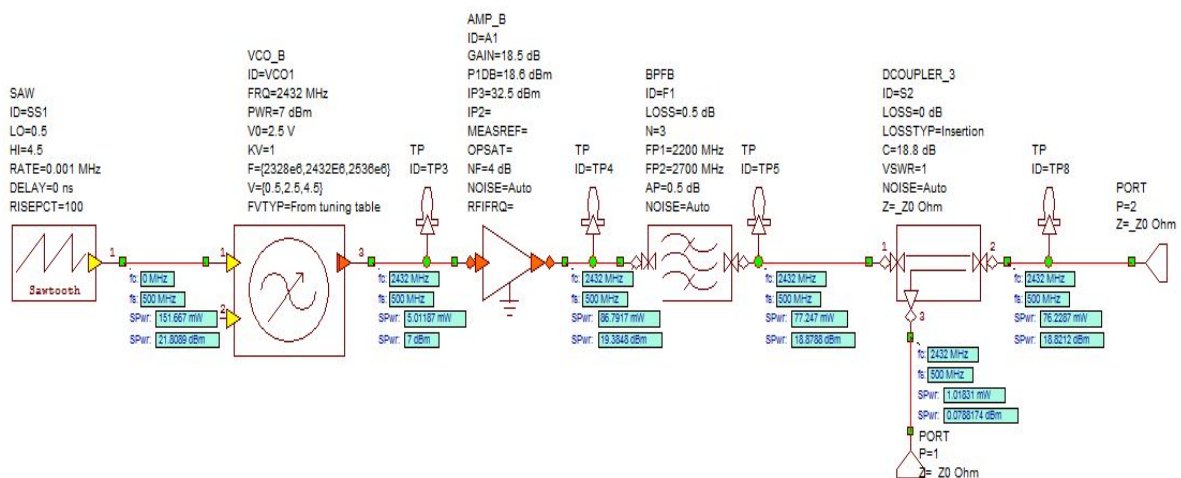 SAW
ID=SS1
LO=0.5
HI=4.5
RATE=0.001 MHz
DELAY=0 ns
RISEPCT=100
Sawtooth
1
fc: 0 MHz
fs: 500 MHz
SPwr: 151.667 mW
SPwr: 21.8089 dBm
VCO_B
ID=VCO1
FRQ=2432 MHz
PWR=7 dBm
V0=2.5 V
KV=1
F={2328e6,2432E6,2536e6}
V={0.5,2.5,4.5}
FVTYP=From tuning table
1
2
3
TP
ID=TP3
fc: 2432 MHz
fs: 500 MHz
SPwr: 5.01187 mW
SPwr: 7 dBm
AMP_B
ID=A1
GAIN=18.5 dB
P1DB=18.6 dBm
IP3=32.5 dBm
IP2=
MEASREF=
OPSAT=
NF=4 dB
NOISE=Auto
RFIFRQ=
TP
ID=TP4
fc: 2432 MHz
fs: 500 MHz
SPwr: 86.7917 mW
SPwr: 19.3848 dBm
BPFB
ID=F1
LOSS=0.5 dB
N=3
FP1=2200 MHz
FP2=2700 MHz
AP=0.5 dB
NOISE=Auto
TP
ID=TP5
fc: 2432 MHz
fs: 500 MHz
SPwr: 77.247 mW
SPwr: 18.8788 dBm
DCOUPLER_3
ID=S2
LOSS=0 dB
LOSSTYP=Insertion
C=18.8 dB
VSWR=1
NOISE=Auto
Z=_Z0 Ohm
1
2
3
TP
ID=TP8
fc: 2432 MHz
fs: 500 MHz
SPwr: 76.2287 mW
SPwr: 18.8212 dBm
PORT
P=2
Z=_Z0 Ohm
fc: 2432 MHz
fs: 500 MHz
SPwr: 1.01831 mW
SPwr: 0.0788174 dBm
PORT
P=1
Z=_Z0 Ohm